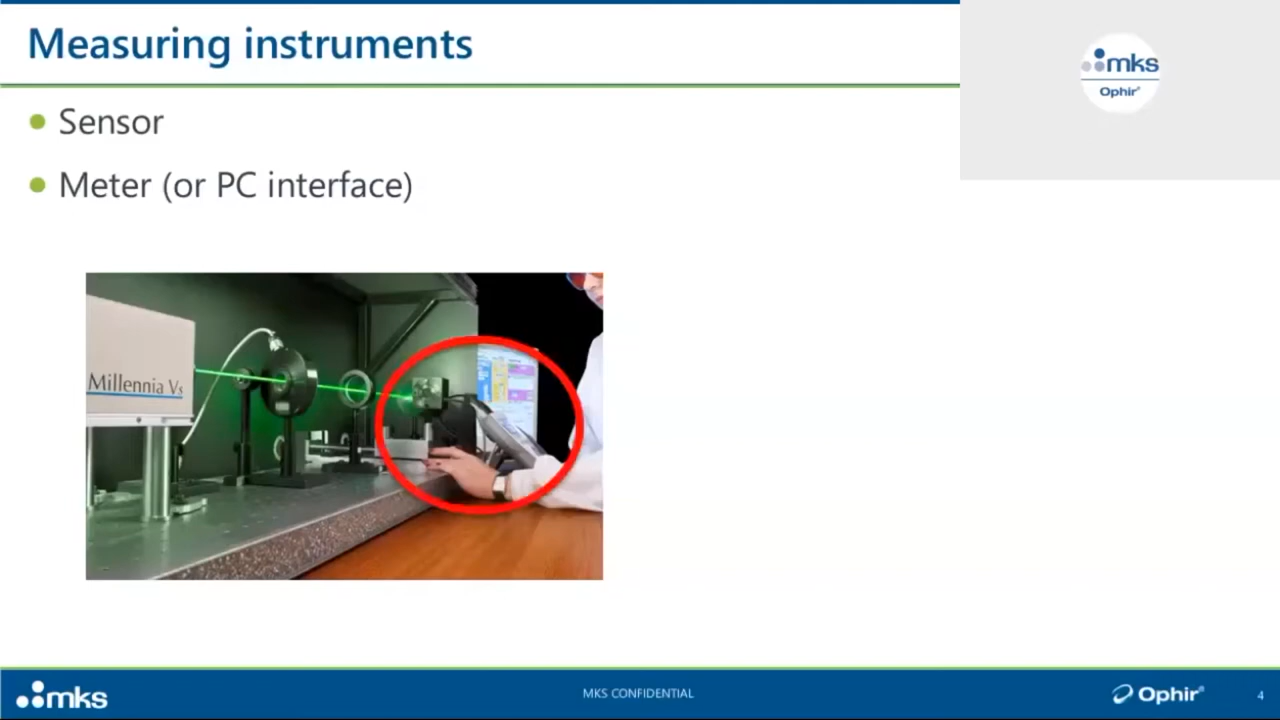 Measuring instruments
mks
Ophir®
Sensor
Meter (or PC interface)
Millennia Vs
mks
MKS CONFIDENTIAL
Ophir®
4